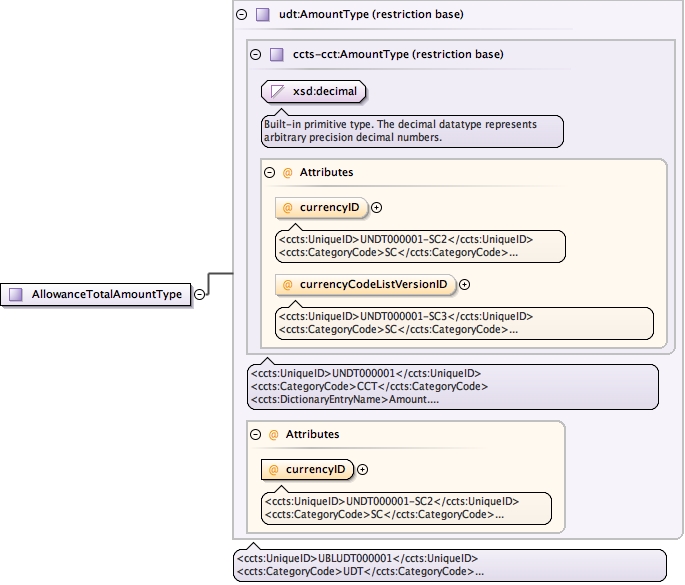 udt:AmountType (restriction base)
ccts-cct:AmountType (restriction base)
xsd:decimal
Built-in primitive type. The decimal datatype represents
arbitrary precision decimal numbers.
@ Attributes
@ currencyID
<ccts:UniqueID>UNDT000001-SC2</ccts:UniqueID>
<ccts:CategoryCode>SC</ccts:CategoryCode>...
@ currencyCodeListVersionID
<ccts:UniqueID>UNDT000001-SC3</ccts:UniqueID>
<ccts:CategoryCode>SC</ccts:CategoryCode>...
AllowanceTotalAmountType
<ccts:UniqueID>UNDT000001</ccts:UniqueID>
<ccts:CategoryCode>CCT</ccts:CategoryCode>
<ccts:DictionaryEntryName>Amount....
@ Attributes
@ currencyID
<ccts:UniqueID>UNDT000001-SC2</ccts:UniqueID>
<ccts:CategoryCode>SC</ccts:CategoryCode>...
<ccts:UniqueID>UBLUDT000001</ccts:UniqueID>
<ccts:CategoryCode>UDT</ccts:CategoryCode>...